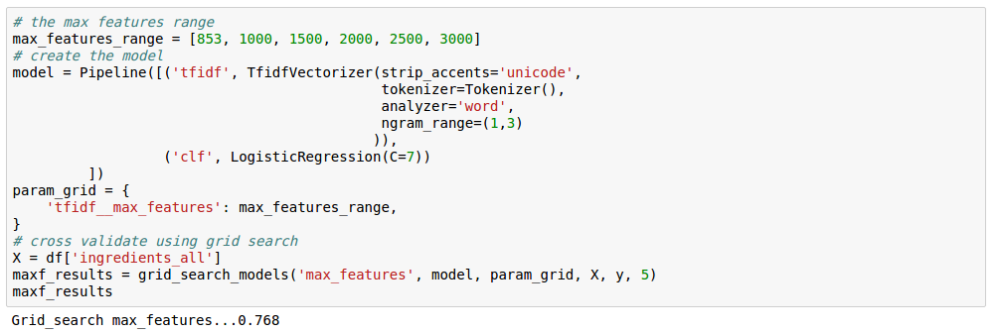 # the max features range
max_features_range = [853, 1000, 1500, 2000, 2500, 3000]
# create the model
model = Pipeline([('tfidf', TfidfVectorizer(strip_accents='unicode',
                                            tokenizer=Tokenizer(),
                                            analyzer='word',
                                            ngram_range=(1,3)
                                           )),
                  ('clf', LogisticRegression(C=7))
         ])
param_grid = {
    'tfidf__max_features': max_features_range,
}
# cross validate using grid search
X = df['ingredients_all']
maxf_results = grid_search_models('max_features', model, param_grid, X, y, 5)
maxf_results
Grid_search max_features...0.768